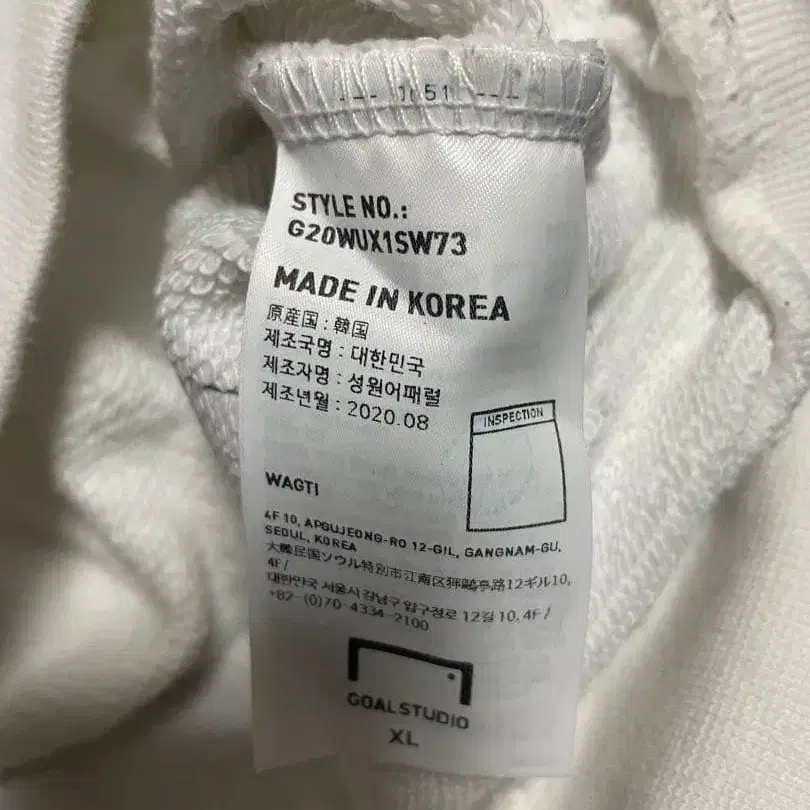 1651
STYLE NO.:
G20WUX1SW73
MADE IN KOREA
原産国 : 韓国
제조국명 : 대한민국
제조자명 : 성원어패럴
제조년월 : 2020.08
INSPECTION
WAGTI
4F 10, APGUJEONG-RO 12-GIL, GANGNAM-GU,
SEOUL, KOREA
大韓民国ソウル特別市江南区狎鷗亭路12ギル10,
4F /
대한민국 서울시 강남구 압구정로 12길 10, 4F /
+82-(0)70-4334-2100
GOALSTUDIO
XL